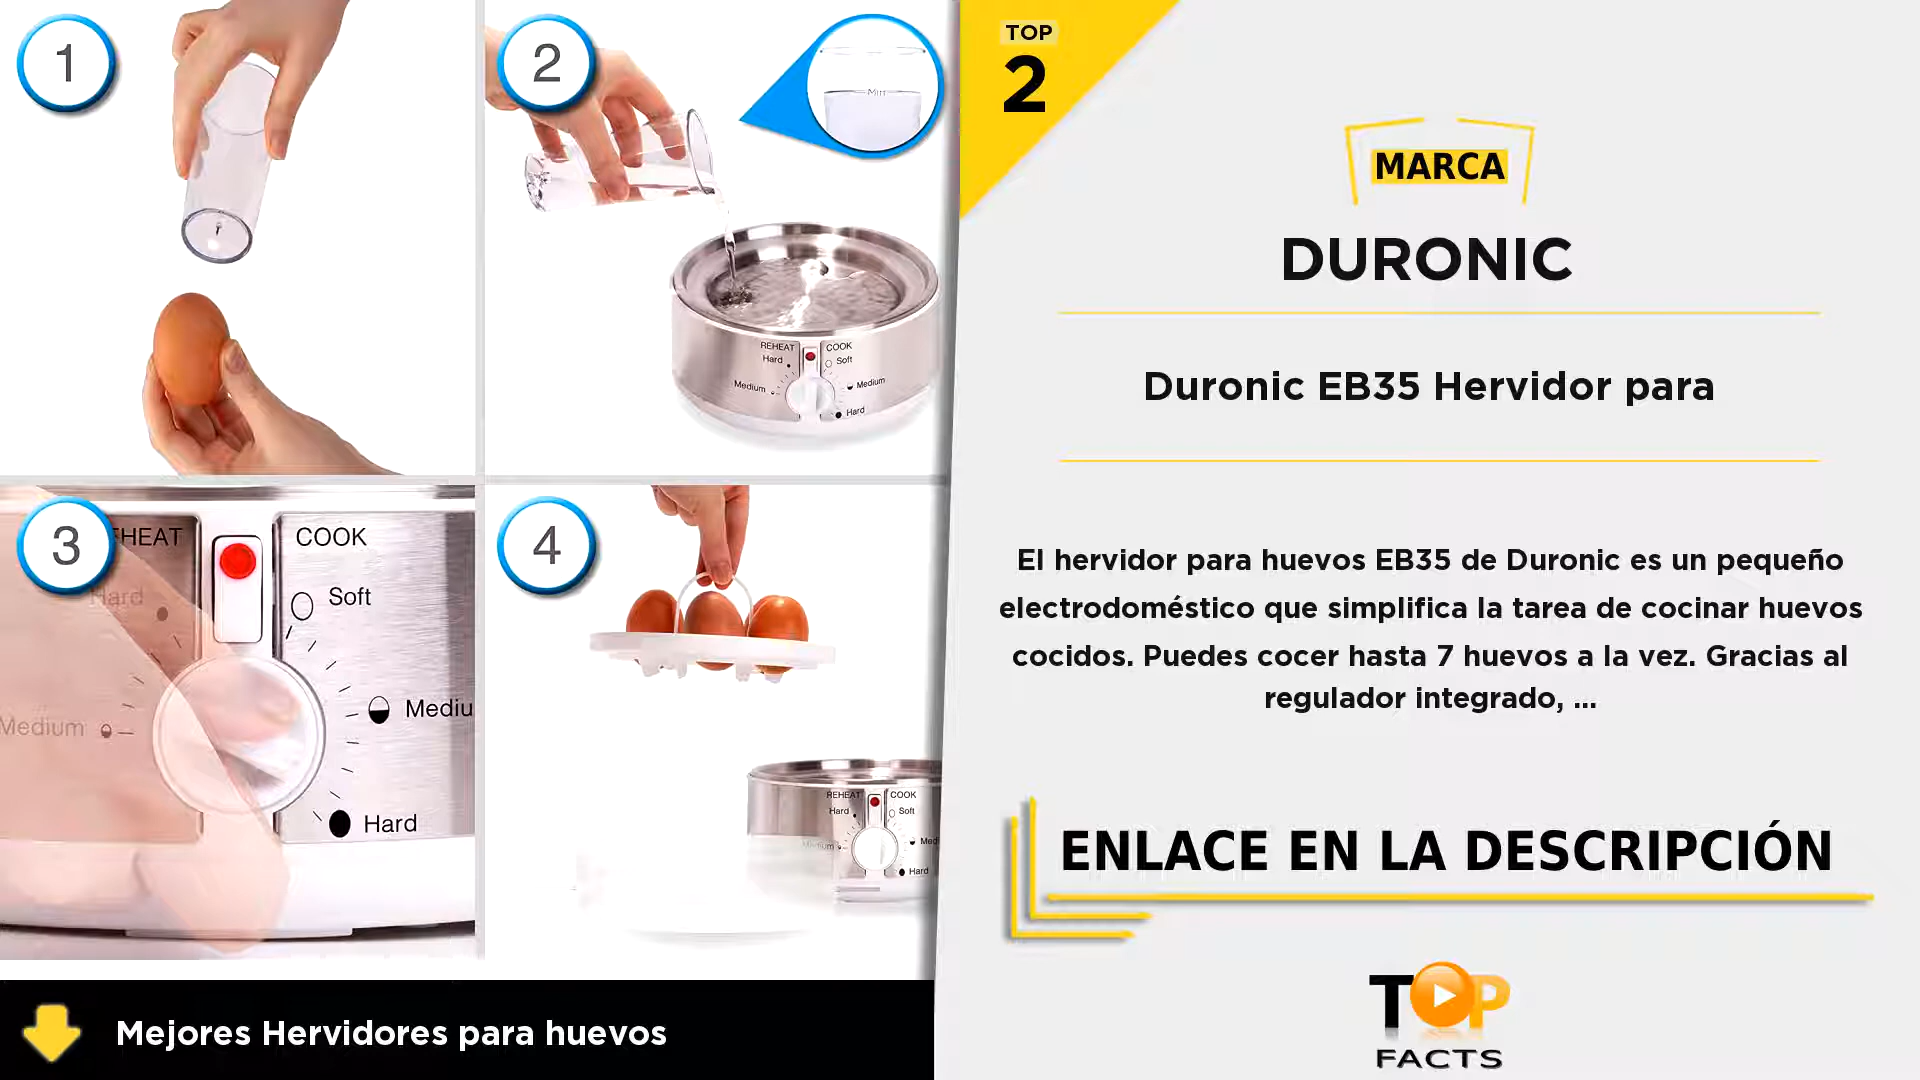 1
2
Min
REHEAT
COOK
Hard
Soft
Medium
Medium
Hard
3
EHEAT
COOK
Hard
Soft
Medium
Mediu
Hard
4
REHEAT
COOK
Hard
Soft
Medium
Medi
Hard
Mejores Hervidores para huevos
TOP
2
MARCA
DURONIC
Duronic EB35 Hervidor para
El hervidor para huevos EB35 de Duronic es un pequeño
electrodoméstico que simplifica la tarea de cocinar huevos
cocidos. Puedes cocer hasta 7 huevos a la vez. Gracias al
regulador integrado, ...
ENLACE EN LA DESCRIPCIÓN
TOP
FACTS